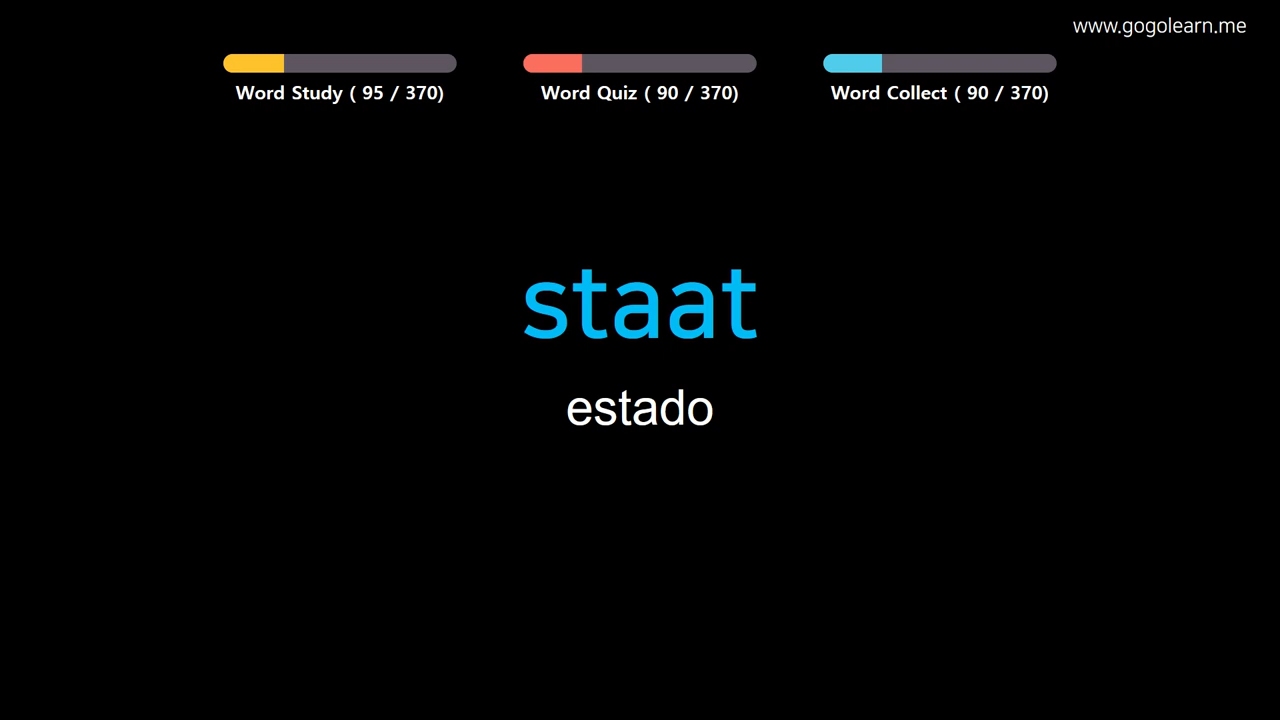 www.gogolearn.me
Word Study ( 95 / 370)
Word Quiz ( 90 / 370)
Word Collect ( 90 / 370)
staat
estado